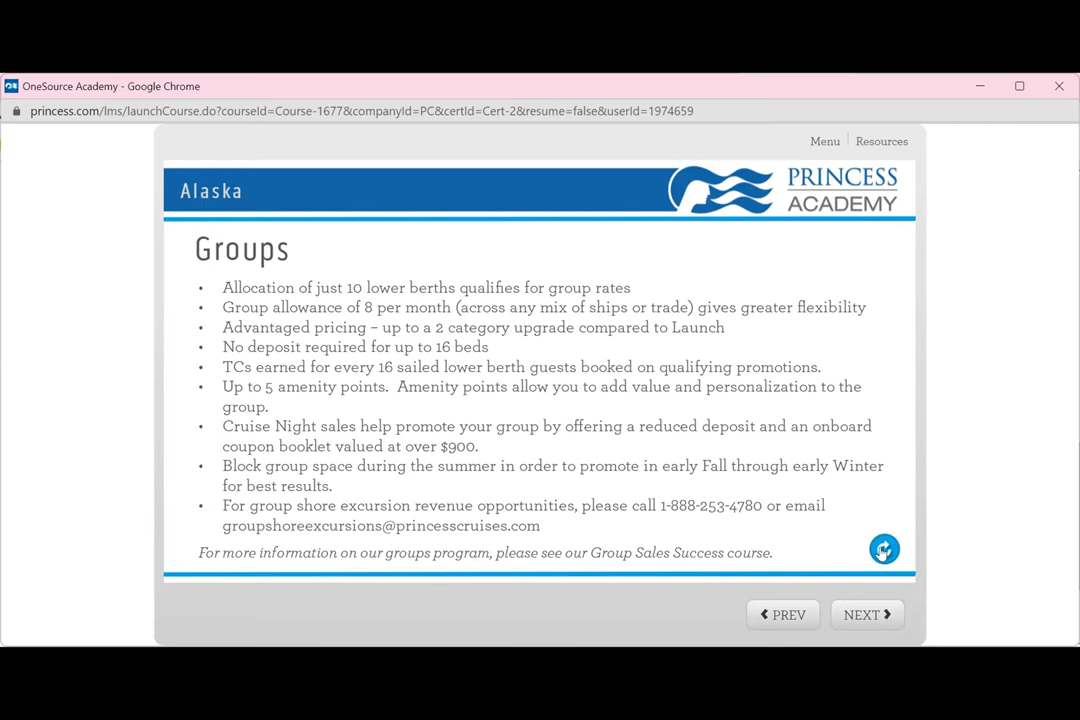 OneSource Academy - Google Chrome
princess.com/lms/launchCourse.do?courseId=Course-1677&companyId=PC&certId=Cert-2&resume=false&userId=1974659
Menu
Resources
Alaska
PRINCESS
ACADEMY
Groups
• Allocation of just 10 lower berths qualifies for group rates
• Group allowance of 8 per month (across any mix of ships or trade) gives greater flexibility
• Advantaged pricing – up to a 2 category upgrade compared to Launch
• No deposit required for up to 16 beds
• TCs earned for every 16 sailed lower berth guests booked on qualifying promotions.
• Up to 5 amenity points.  Amenity points allow you to add value and personalization to the
group.
• Cruise Night sales help promote your group by offering a reduced deposit and an onboard
coupon booklet valued at over $900.
• Block group space during the summer in order to promote in early Fall through early Winter
for best results.
• For group shore excursion revenue opportunities, please call 1-888-253-4780 or email
groupshoreexcursions@princesscruises.com
For more information on our groups program, please see our Group Sales Success course.
PREV
NEXT